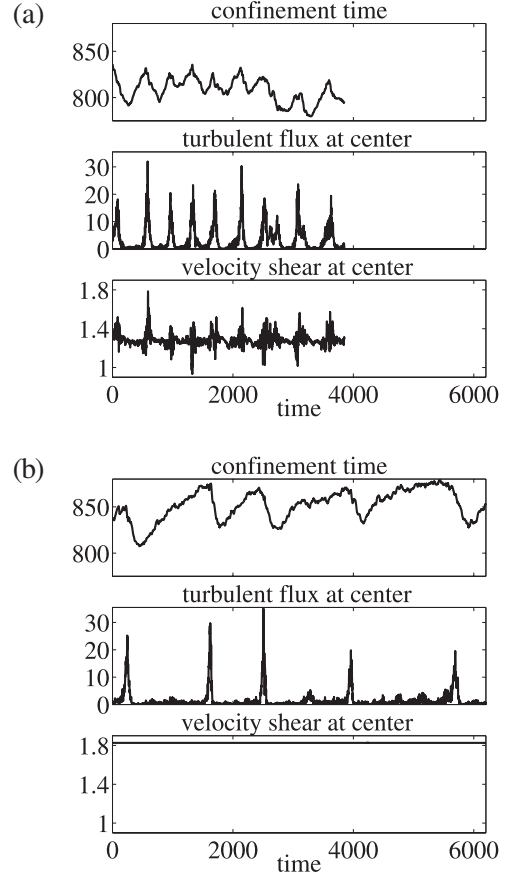 (a)
confinement time
850
800
turbulent flux at center
30
20
10
0
velocity shear at center
1.8
1.4
1
0 2000 4000 6000
time
(b)
confinement time
850
800
turbulent flux at center
30
20
10
0
velocity shear at center
1.8
1.4
1
0 2000 4000 6000
time